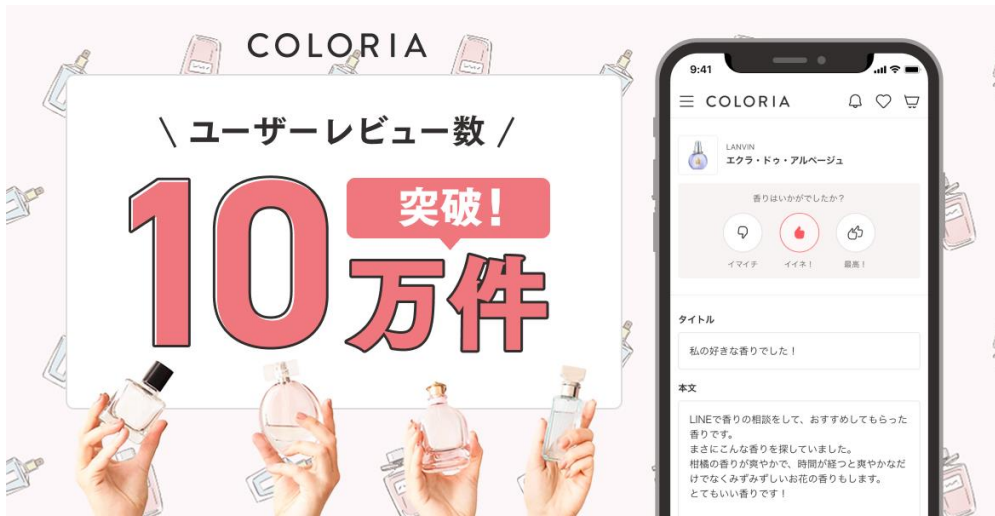 COLORIA
\ ユーザーレビュー数 /
10万件
突破!
9:41
COLORIA
LANVIN
エクラ・ドゥ・アルページュ
香りはいかがでしたか？
イマイチ
イイネ！
最高！
タイトル
私の好きな香りでした！
本文
LINEで香りの相談をして、おすすめしてもらった
香りです。
まさにこんな香りを探していました。
柑橘の香りが爽やかで、時間が経つと爽やかなだ
けでなくみずみずしいお花の香りもします。
とてもいい香りです！